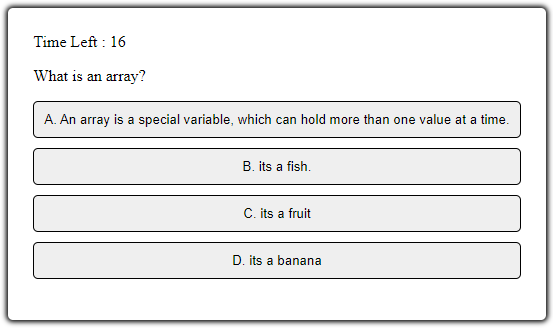 Time Left : 16
What is an array?
A. An array is a special variable, which can hold more than one value at a time.
B. its a fish.
C. its a fruit
D. its a banana